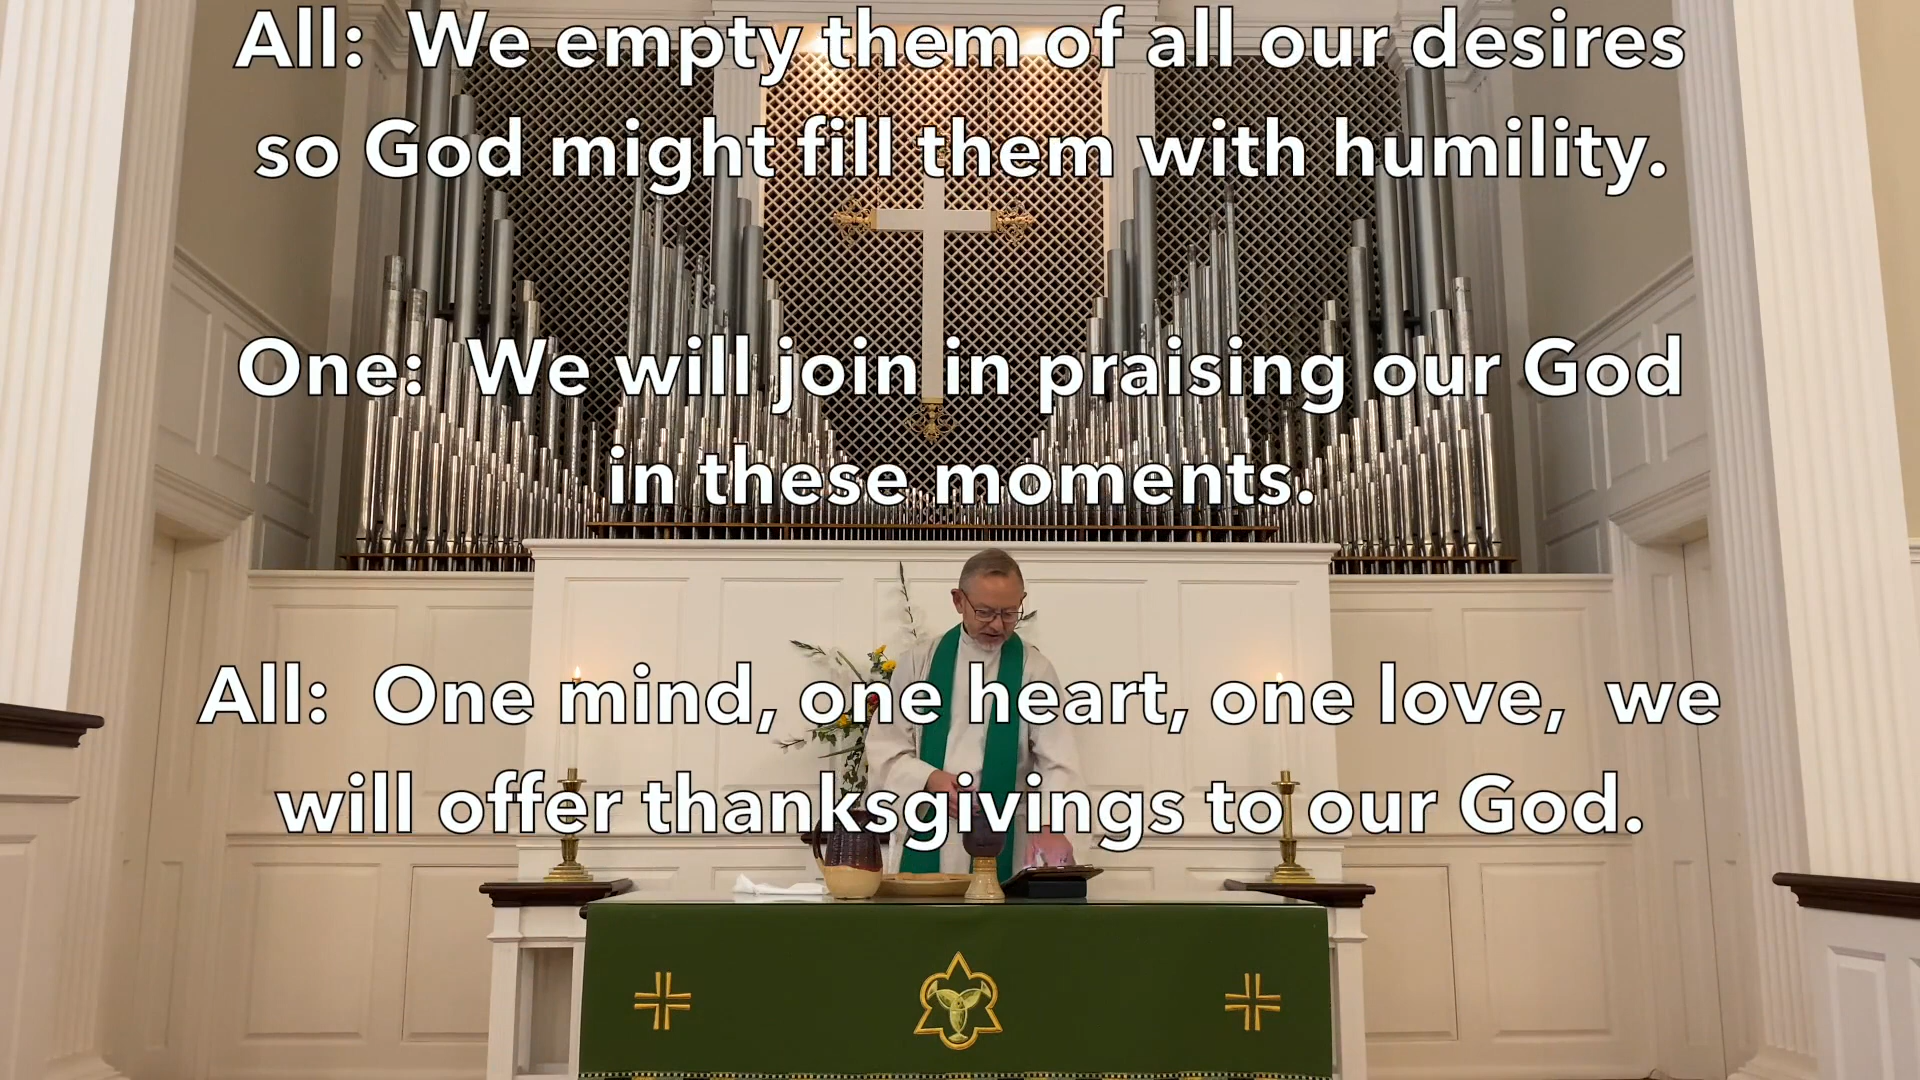 All: We empty them of all our desires
so God might fill them with humility.
One: We will join in praising our God
in these moments.
All: One mind, one heart, one love, we
will offer thanksgivings to our God.